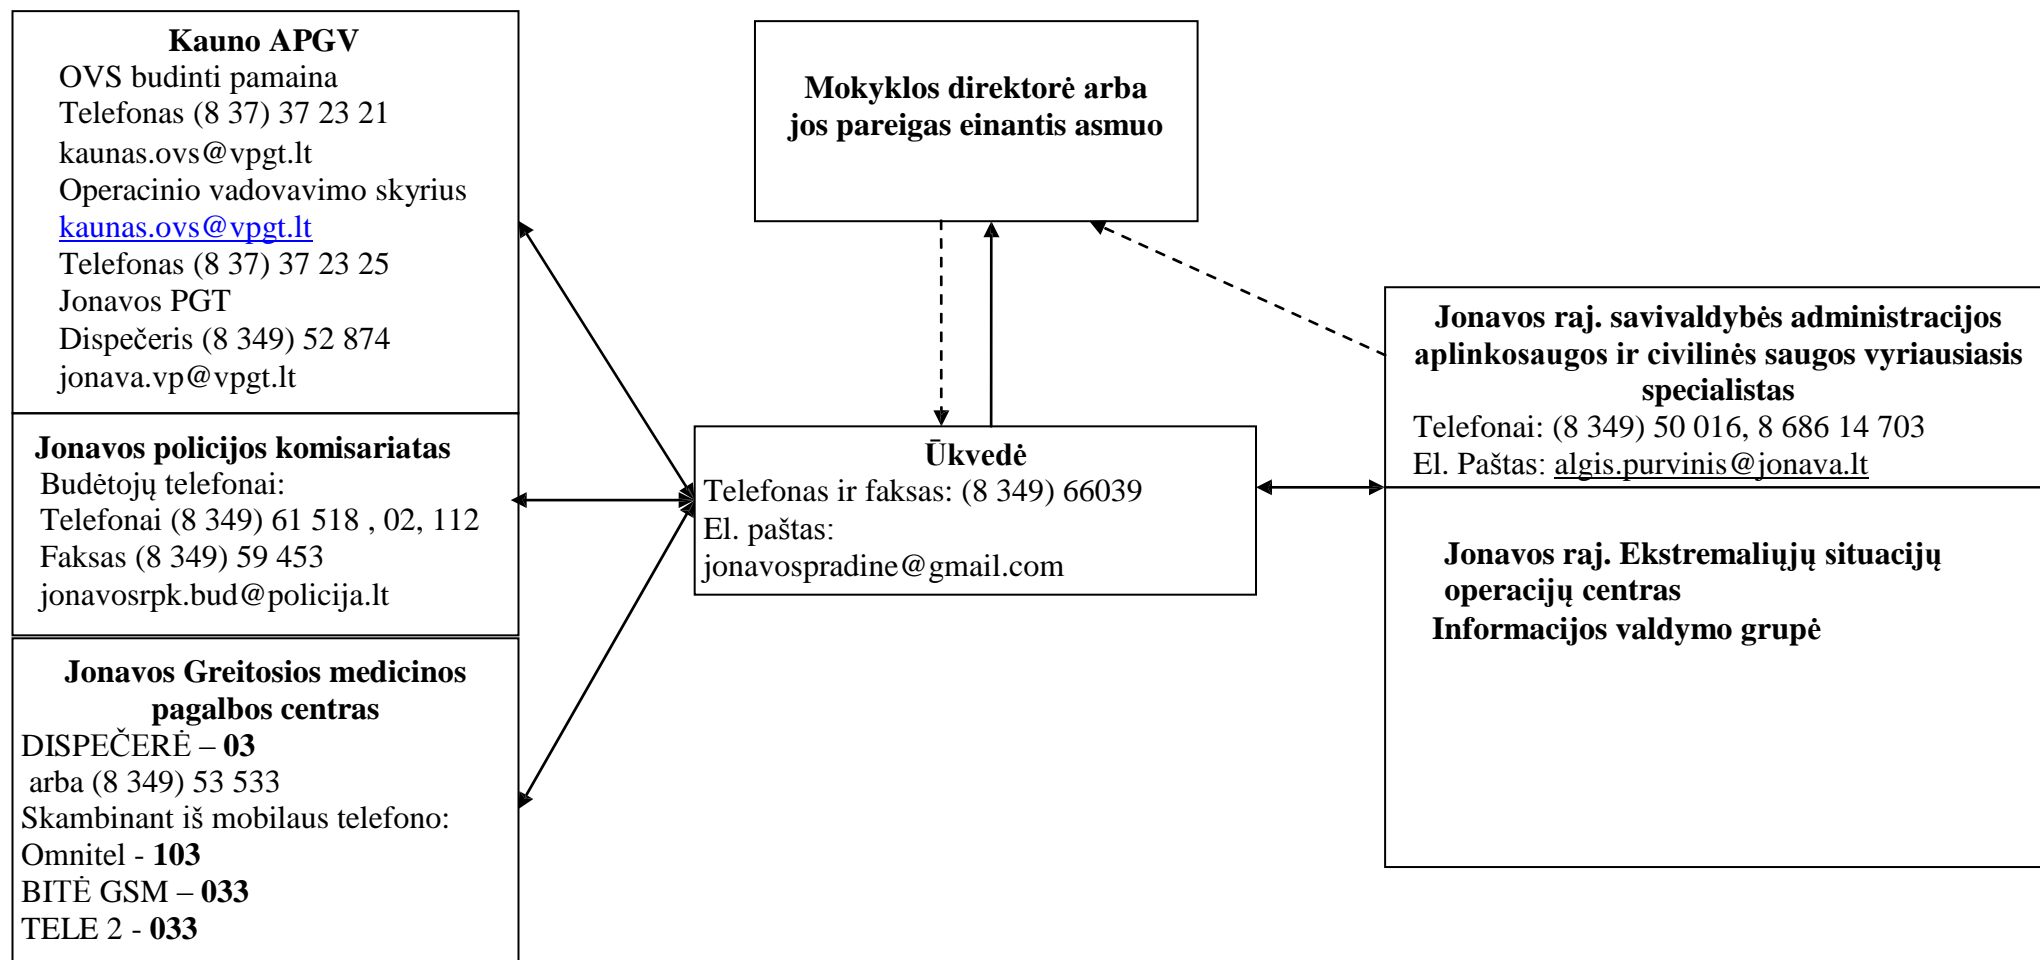 Kauno APGV
OVS budinti pamaina
Telefonas (8 37) 37 23 21
kaunas.ovs@vpgt.lt
Operacinio vadovavimo skyrius
kaunas.ovs@vpgt.lt
Telefonas (8 37) 37 23 25
Jonavos PGT
Dispečeris (8 349) 52 874
jonava.vp@vpgt.lt
Jonavos policijos komisariatas
Budėtojų telefonai:
Telefonai (8 349) 61 518 , 02, 112
Faksas (8 349) 59 453
jonavosrpk.bud@policija.lt
Jonavos Greitosios medicinos
pagalbos centras
DISPEČERĖ – 03
arba (8 349) 53 533
Skambinant iš mobilaus telefono:
Omnitel - 103
BITĖ GSM – 033
TELE 2 - 033
Mokyklos direktorė arba
jos pareigas einantis asmuo
Ūkvedė
Telefonas ir faksas: (8 349) 66039
El. paštas:
jonavospradine@gmail.com
Jonavos raj. savivaldybės administracijos
aplinkosaugos ir civilinės saugos vyriausiasis
specialistas
Telefonai: (8 349) 50 016, 8 686 14 703
El. Paštas: algis.purvinis@jonava.lt
Jonavos raj. Ekstremaliųjų situacijų
operacijų centras
Informacijos valdymo grupė